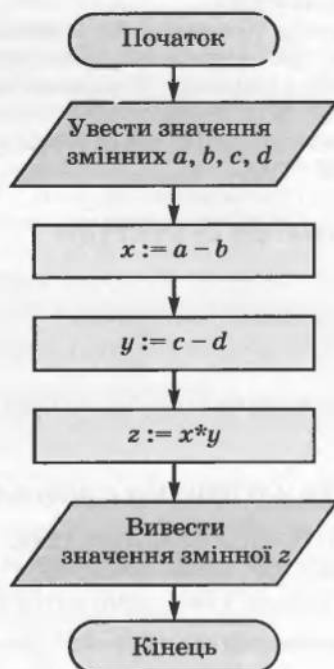 Початок
Увести значення
змінних a, b, c, d
x := a – b
y := c – d
z := x*y
Вивести
значення змінної z
Кінець